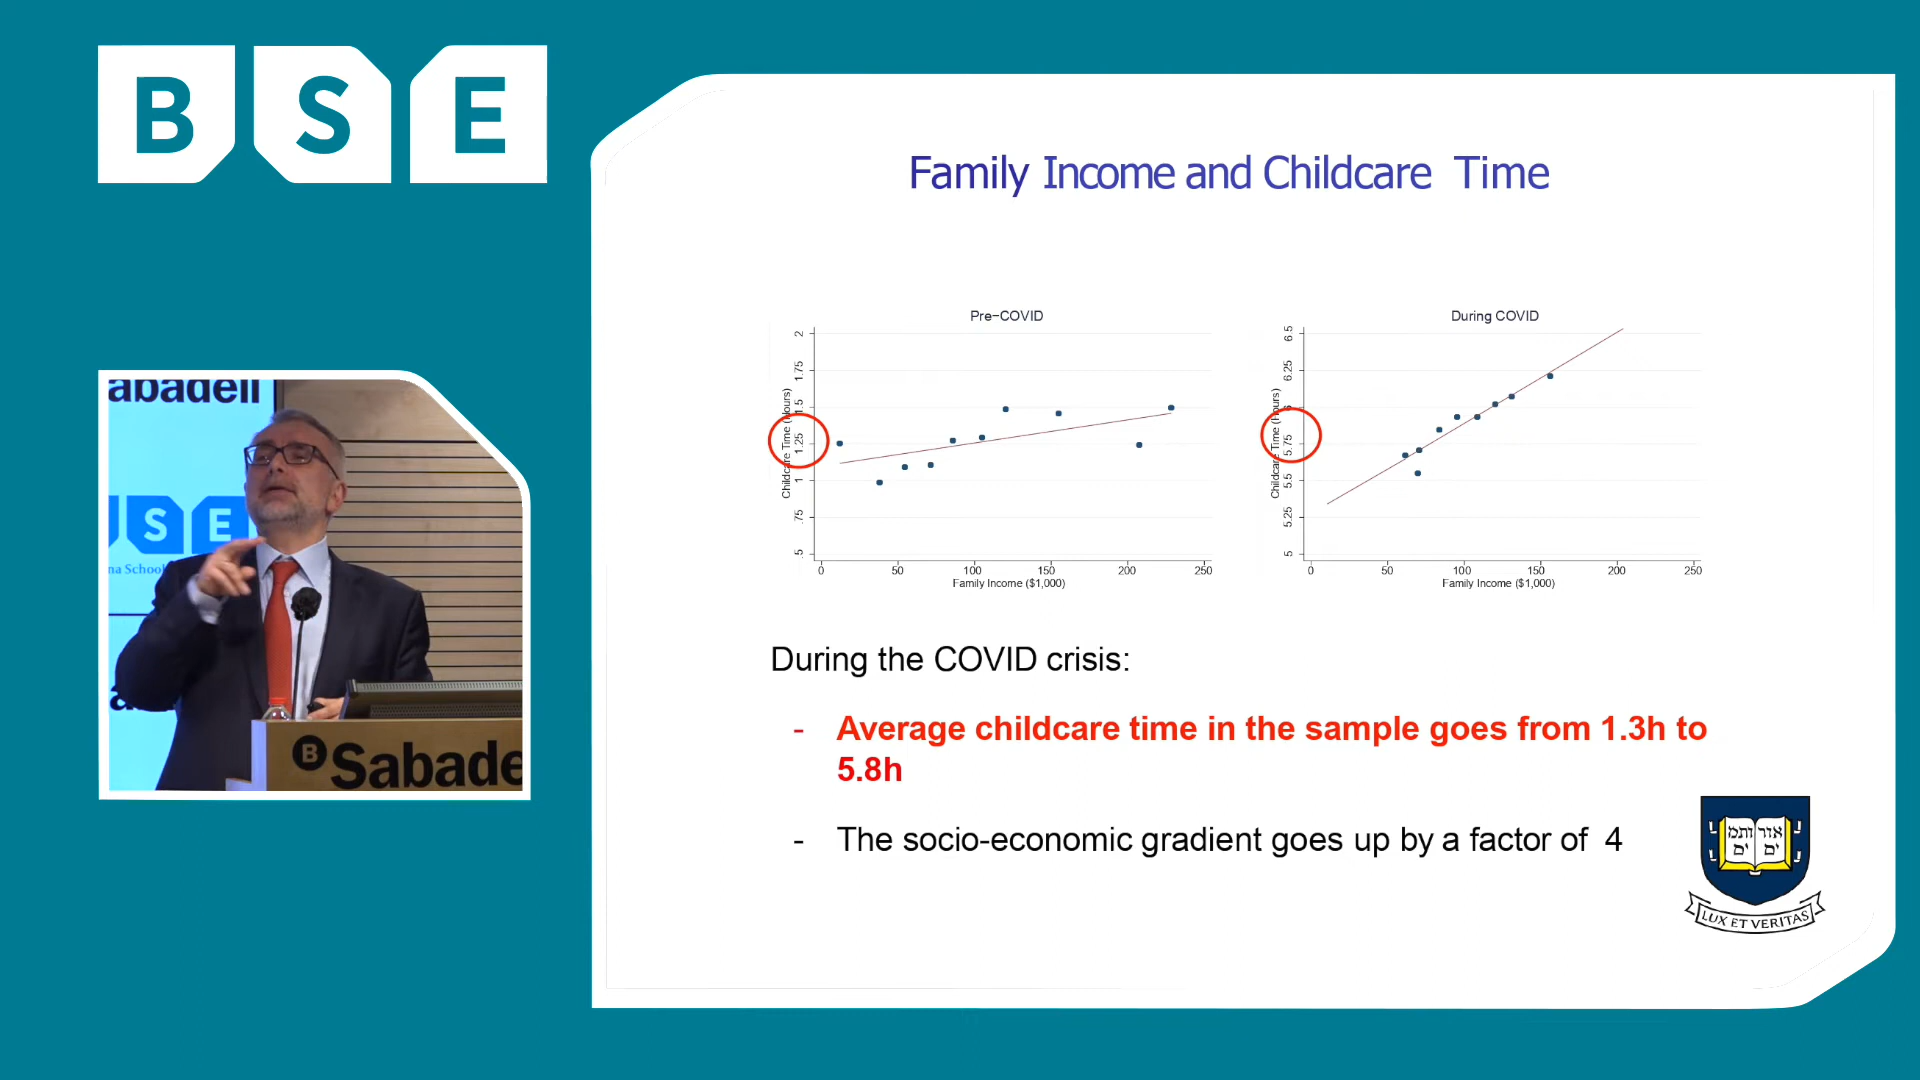 B S E
abadell
S E
na School
Sabade
Family Income and Childcare Time
Pre-COVID
2
1.75
1.5
1.25
1
.75
.5
Childcare Time (Hours)
0 50 100 150 200 250
Family Income ($1,000)
During COVID
6.5
6.25
6
5.75
5.5
5.25
5
Childcare Time (Hours)
0 50 100 150 200 250
Family Income ($1,000)
During the COVID crisis:
- Average childcare time in the sample goes from 1.3h to
5.8h
- The socio-economic gradient goes up by a factor of 4
אורים
ותמים
LUX ET VERITAS